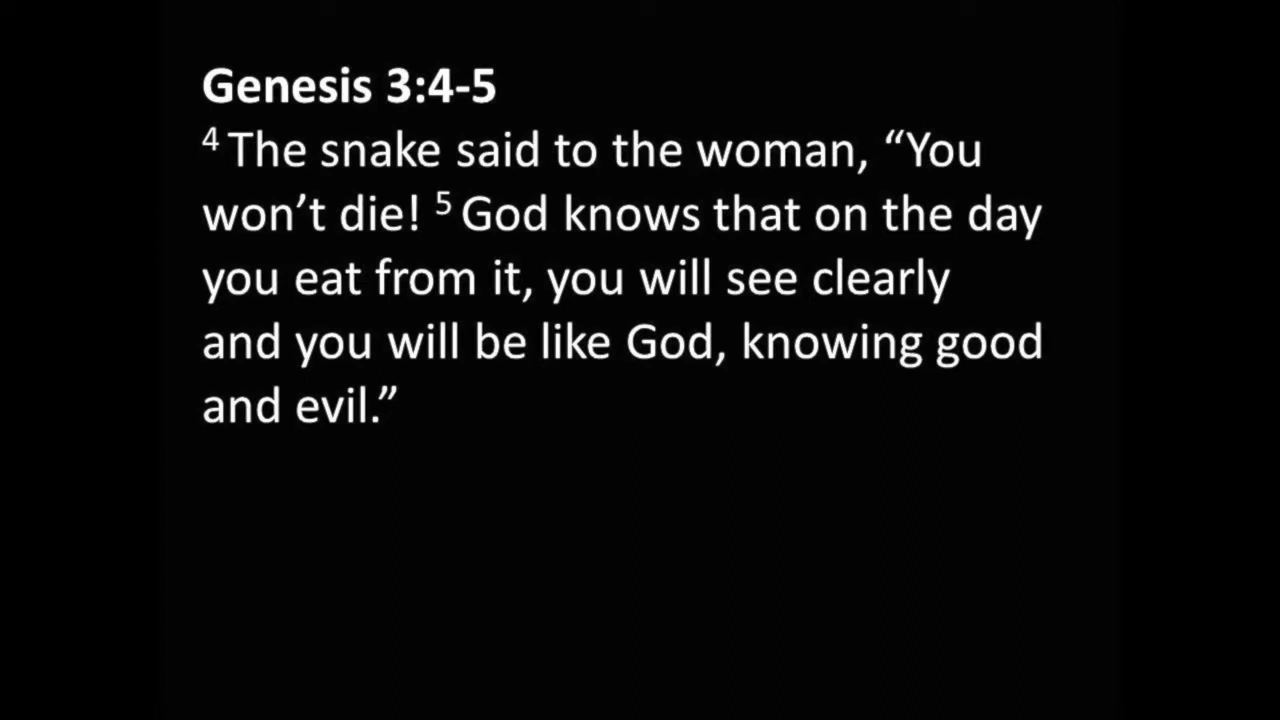 Genesis 3:4-5
4 The snake said to the woman, “You
won’t die! 5 God knows that on the day
you eat from it, you will see clearly
and you will be like God, knowing good
and evil.”